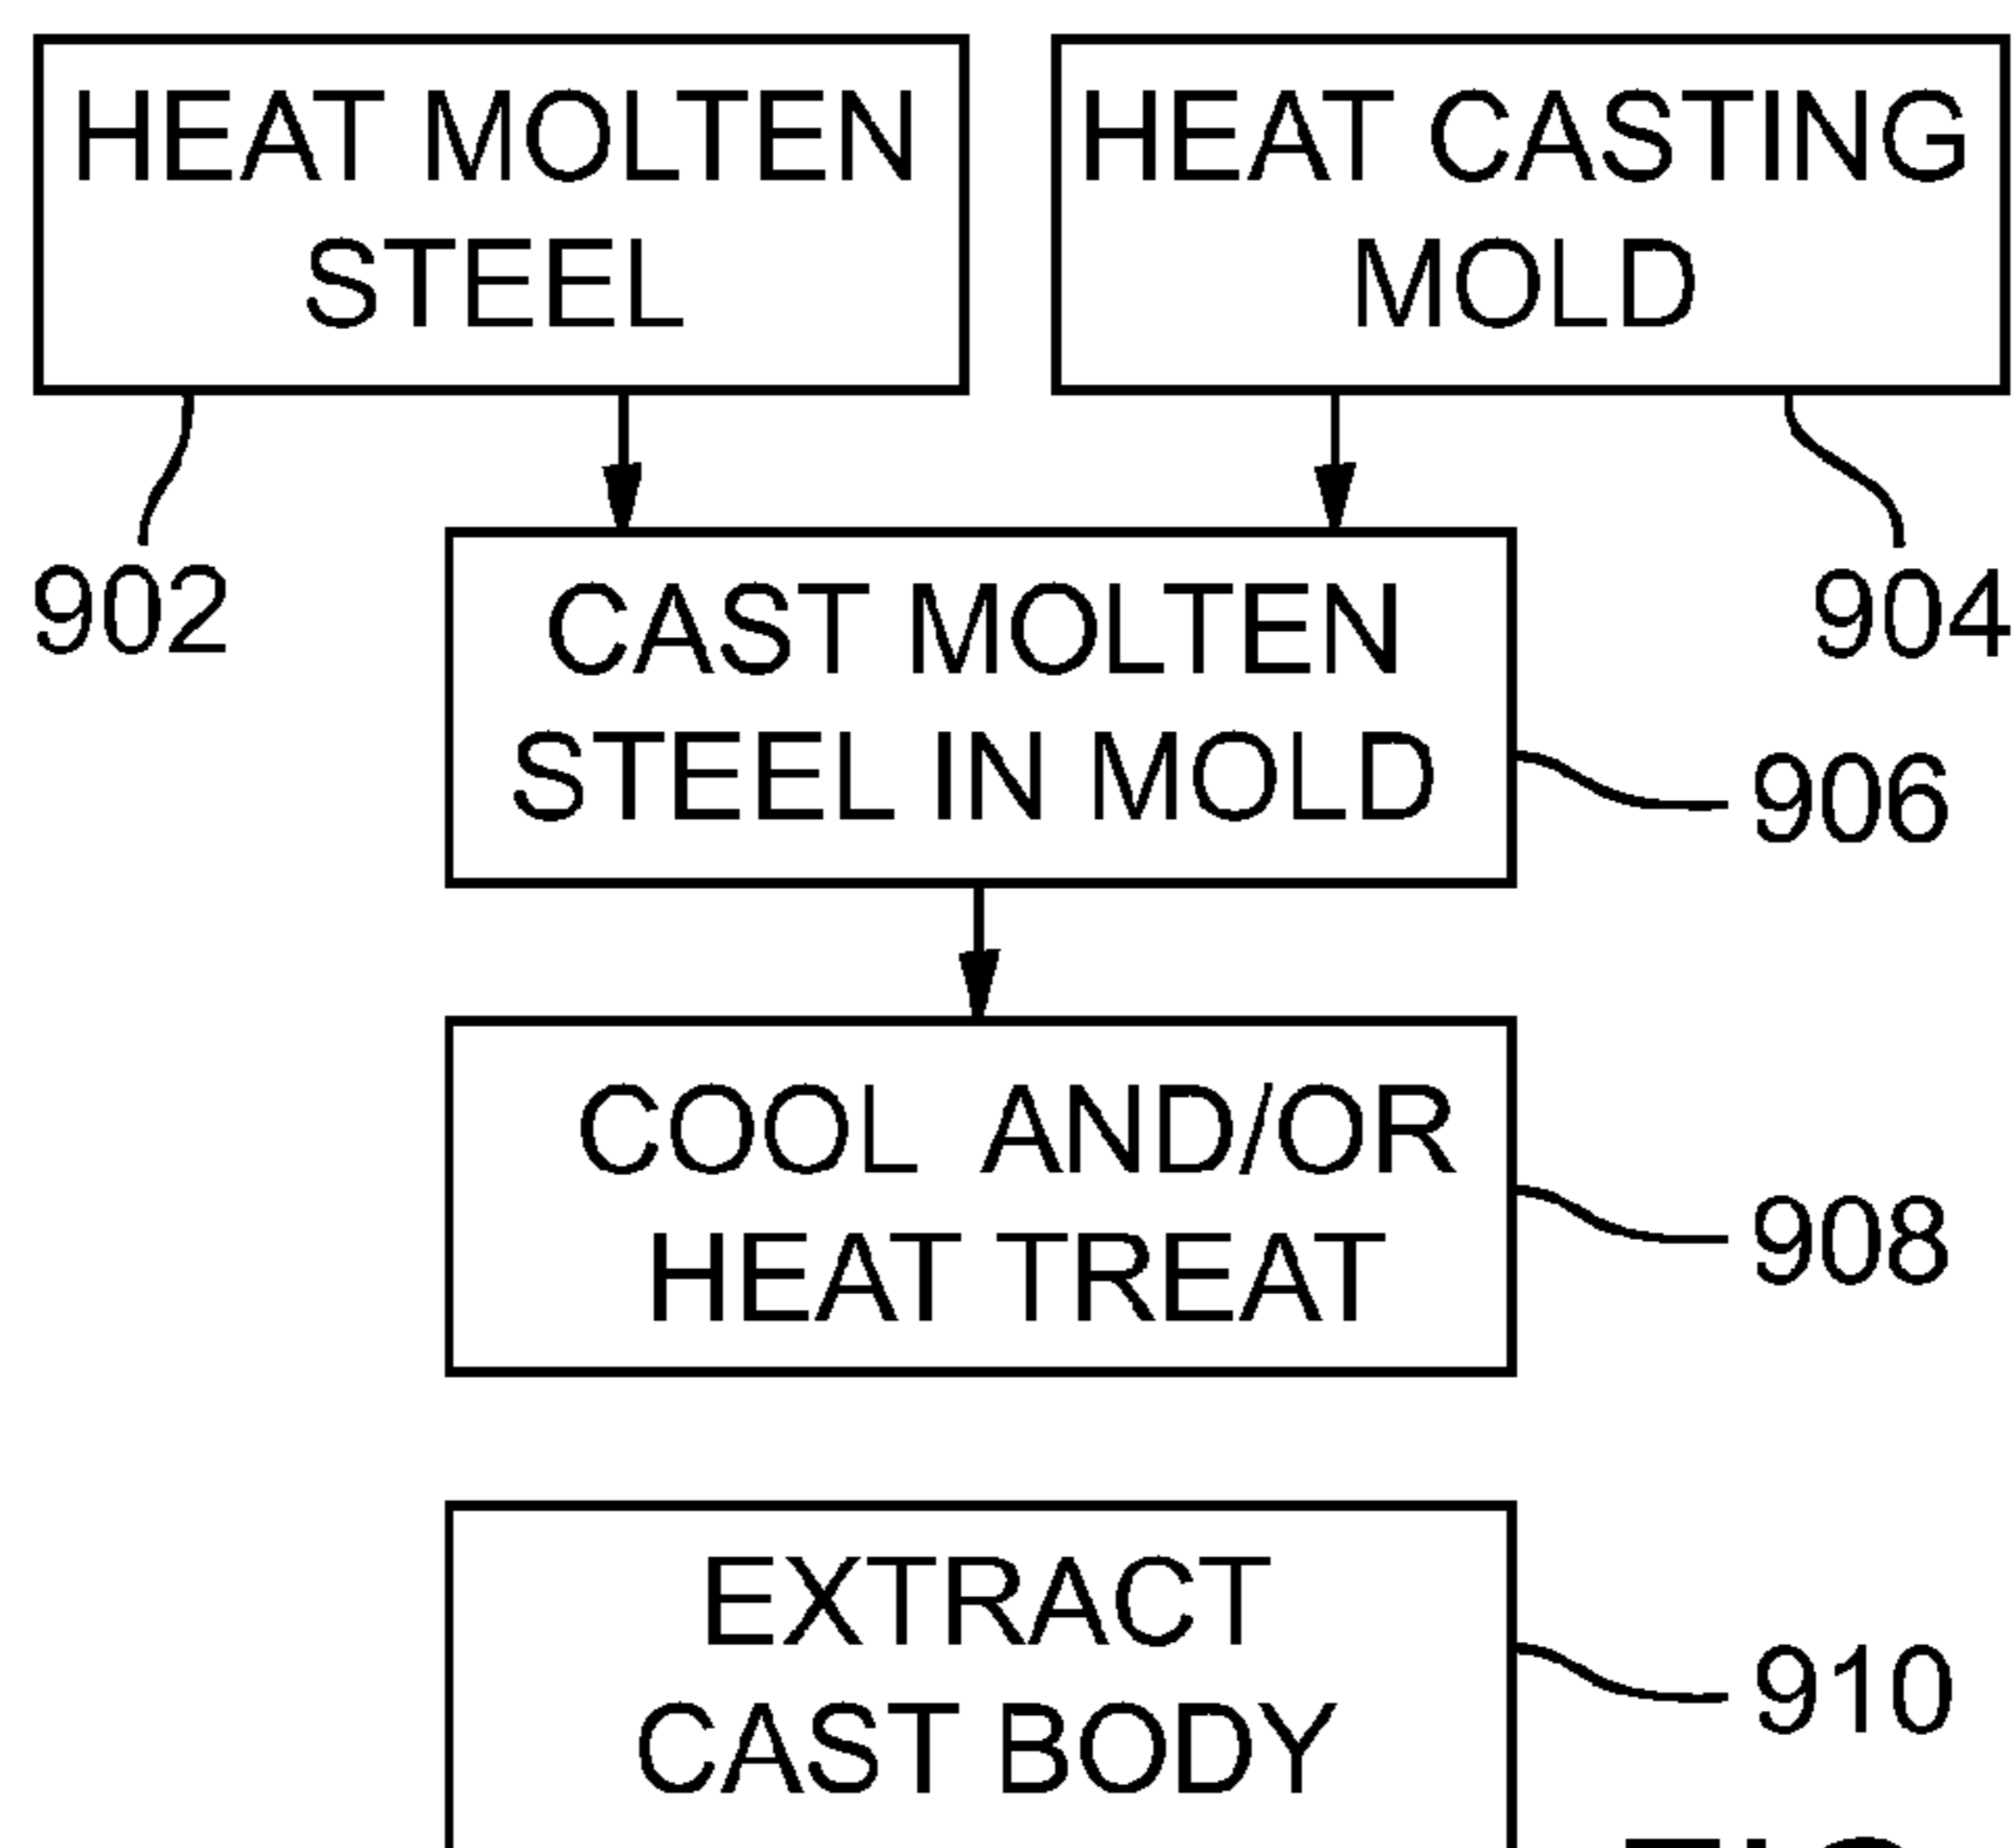 HEAT MOLTEN
STEEL
HEAT CASTING
MOLD
902
904
CAST MOLTEN
STEEL IN MOLD
906
COOL AND/OR
HEAT TREAT
908
EXTRACT
CAST BODY
910